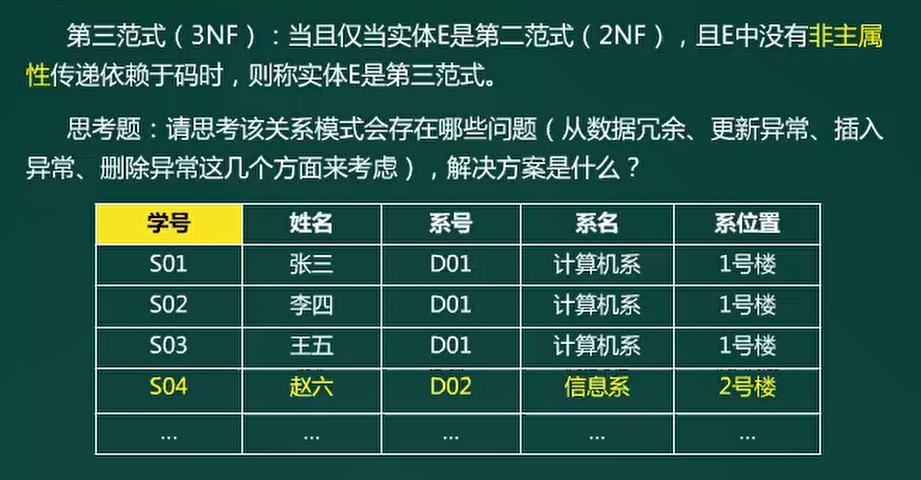 第三范式（3NF）：当且仅当实体E是第二范式（2NF），且E中没有非主属
性传递依赖于码时，则称实体E是第三范式。
思考题：请思考该关系模式会存在哪些问题（从数据冗余、更新异常、插入
异常、删除异常这几个方面来考虑），解决方案是什么？
学号 姓名 系号 系名 系位置
S01 张三 D01 计算机系 1号楼
S02 李四 D01 计算机系 1号楼
S03 王五 D01 计算机系 1号楼
S04 赵六 D02 信息系 2号楼
... ... ... ... ...